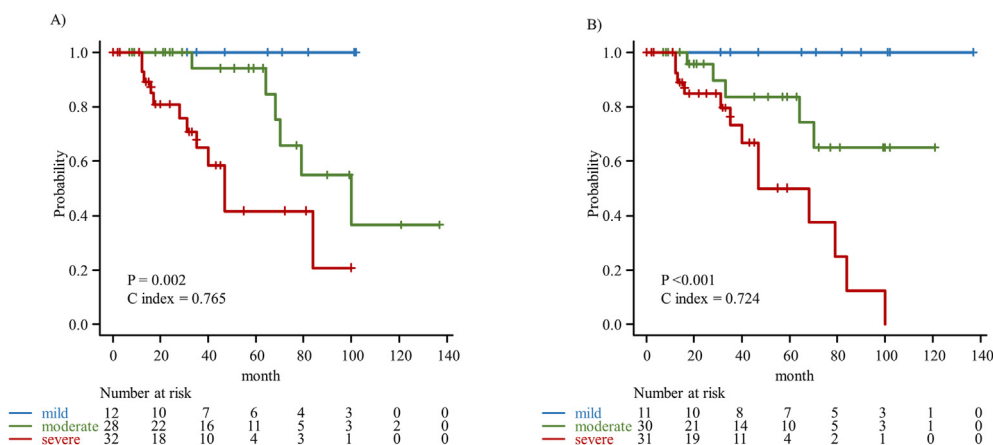 A)
Probability
1.0
0.8
0.6
0.4
0.2
0.0
P = 0.002
C index = 0.765
0 20 40 60 80 100 120 140
month
Number at risk
mild 12 10 7 6 4 3 0 0
moderate 28 22 16 11 5 3 2 0
severe 32 18 10 4 3 1 0 0
B)
Probability
1.0
0.8
0.6
0.4
0.2
0.0
P <0.001
C index = 0.724
0 20 40 60 80 100 120 140
month
Number at risk
mild 11 10 8 7 5 3 1 0
moderate 30 21 14 10 5 3 1 0
severe 31 19 11 4 2 1 0 0